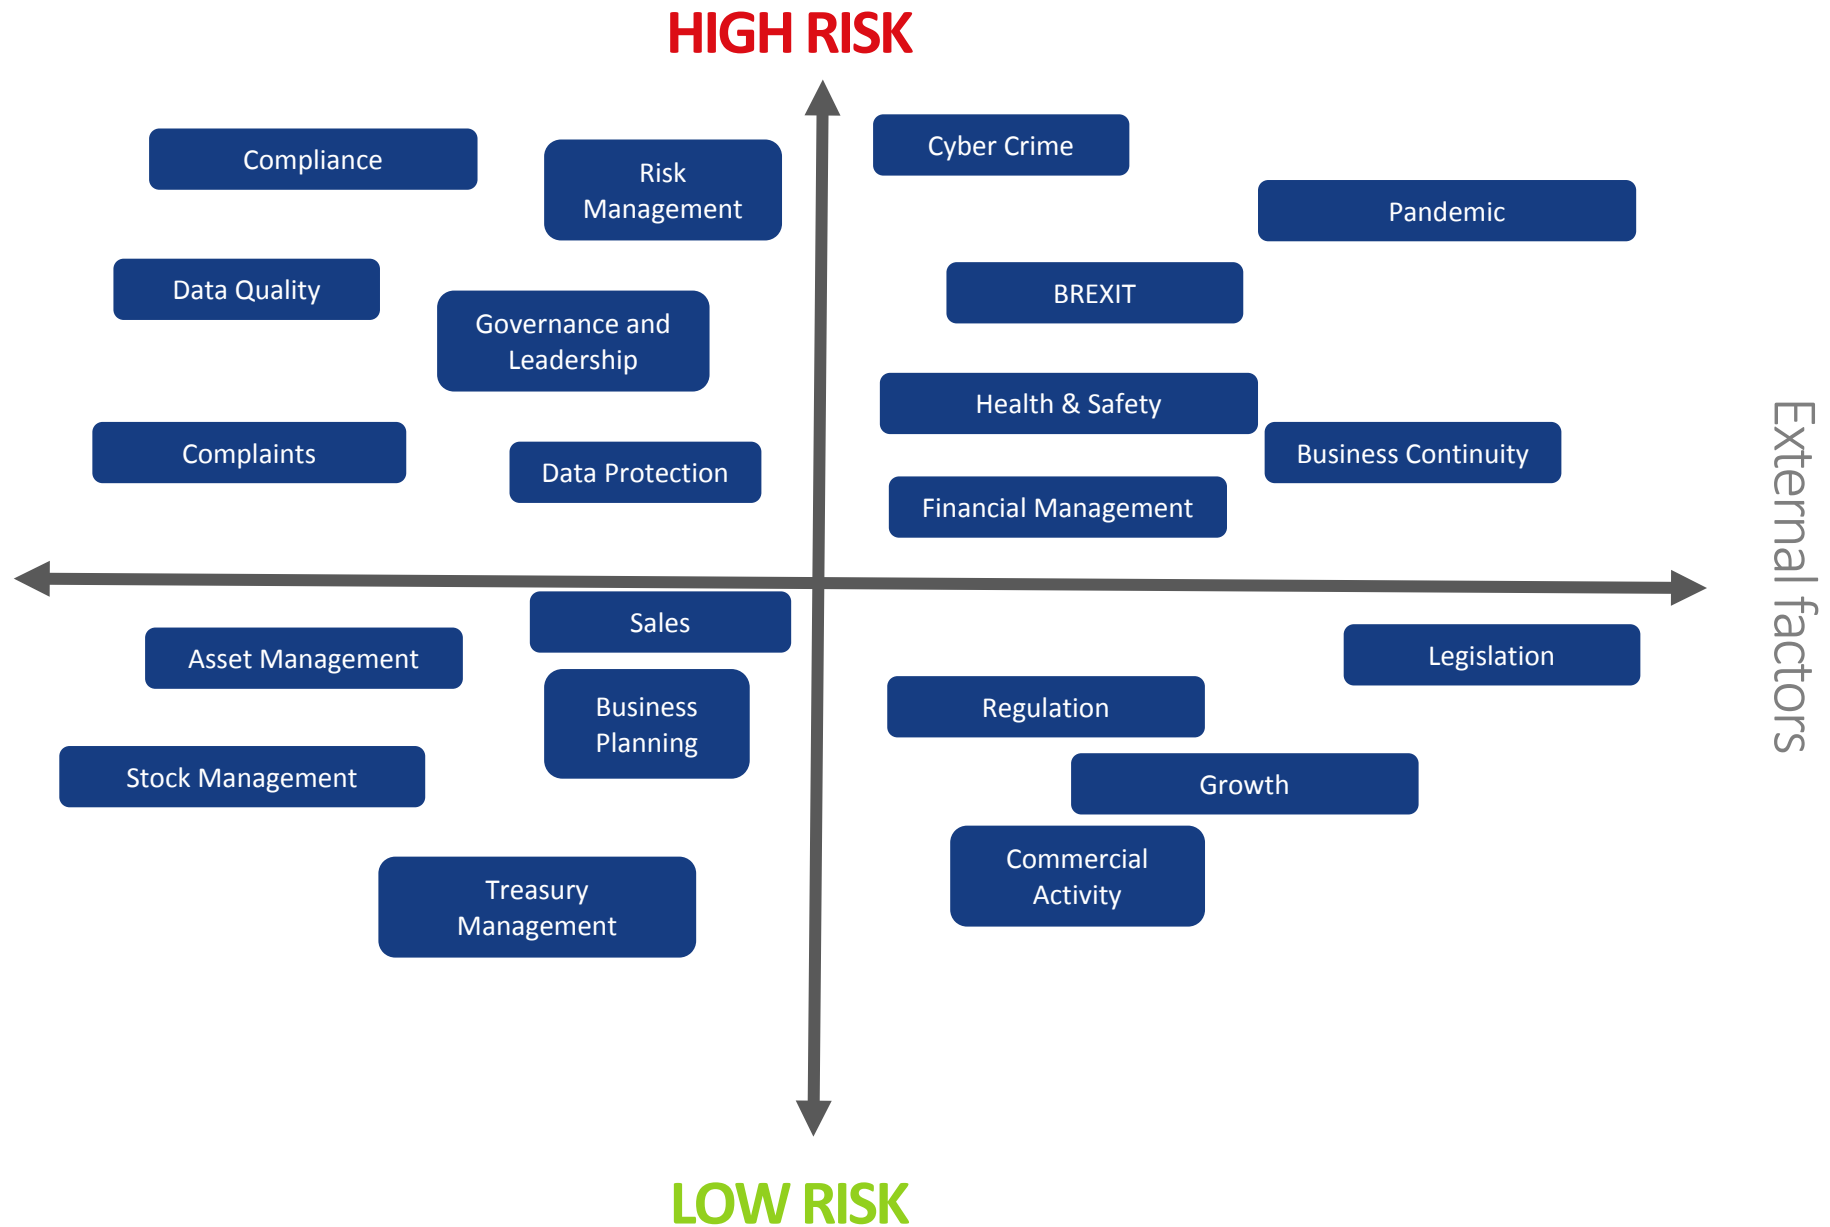 HIGH RISK
Compliance
Risk
Management
Cyber Crime
Pandemic
Data Quality
Governance and
Leadership
BREXIT
Health & Safety
Complaints
Data Protection
Business Continuity
Financial Management
External factors
Sales
Asset Management
Business
Planning
Stock Management
Treasury
Management
Legislation
Regulation
Growth
Commercial
Activity
LOW RISK